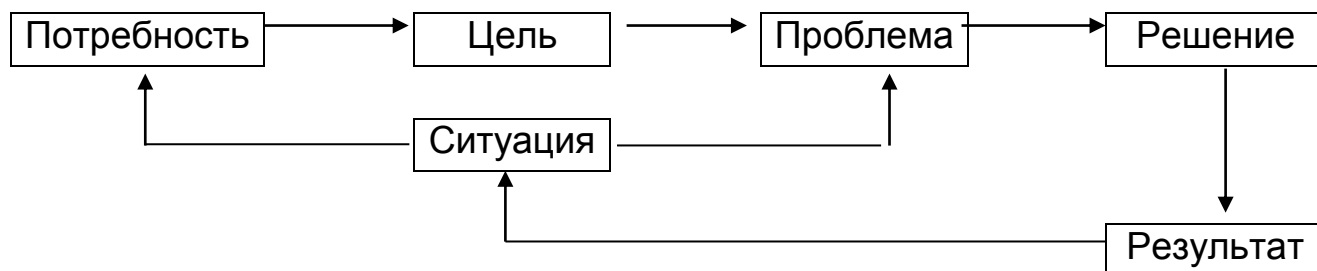 Потребность
Цель
Проблема
Решение
Ситуация
Результат